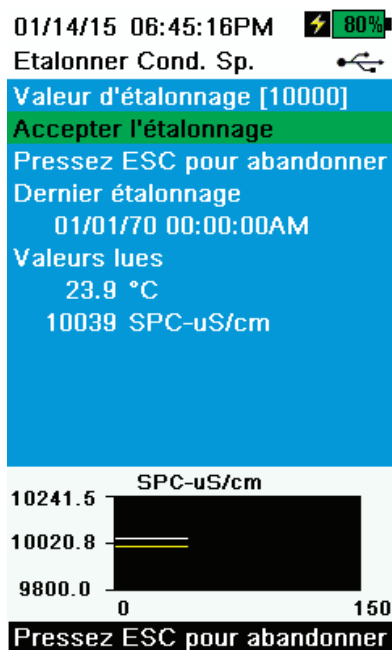 01/14/15 06:45:16PM 80%
Etalonner Cond. Sp.
Valeur d'étalonnage [10000]
Accepter l'étalonnage
Pressez ESC pour abandonner
Dernier étalonnage
01/01/70 00:00:00AM
Valeurs lues
23.9 °C
10039 SPC-uS/cm
SPC-uS/cm
10241.5
10020.8
9800.0
0 150
Pressez ESC pour abandonner